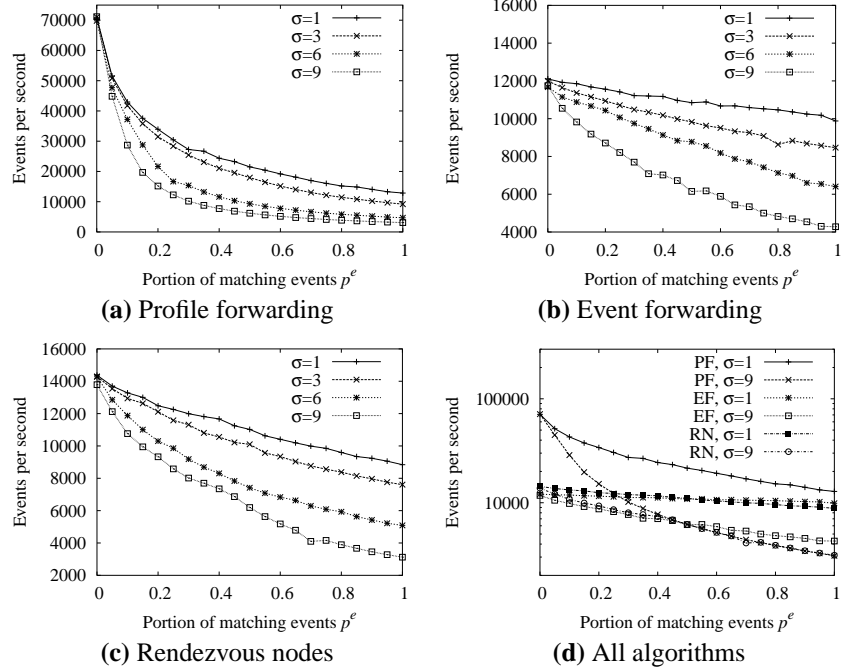 70000
60000
50000
40000
30000
20000
10000
0
Events per second
σ=1
σ=3
σ=6
σ=9
0 0.2 0.4 0.6 0.8 1
Portion of matching events p^e
(a) Profile forwarding
16000
14000
12000
10000
8000
6000
4000
Events per second
σ=1
σ=3
σ=6
σ=9
0 0.2 0.4 0.6 0.8 1
Portion of matching events p^e
(b) Event forwarding
16000
14000
12000
10000
8000
6000
4000
2000
Events per second
σ=1
σ=3
σ=6
σ=9
0 0.2 0.4 0.6 0.8 1
Portion of matching events p^e
(c) Rendezvous nodes
100000
10000
Events per second
PF, σ=1
PF, σ=9
EF, σ=1
EF, σ=9
RN, σ=1
RN, σ=9
0 0.2 0.4 0.6 0.8 1
Portion of matching events p^e
(d) All algorithms